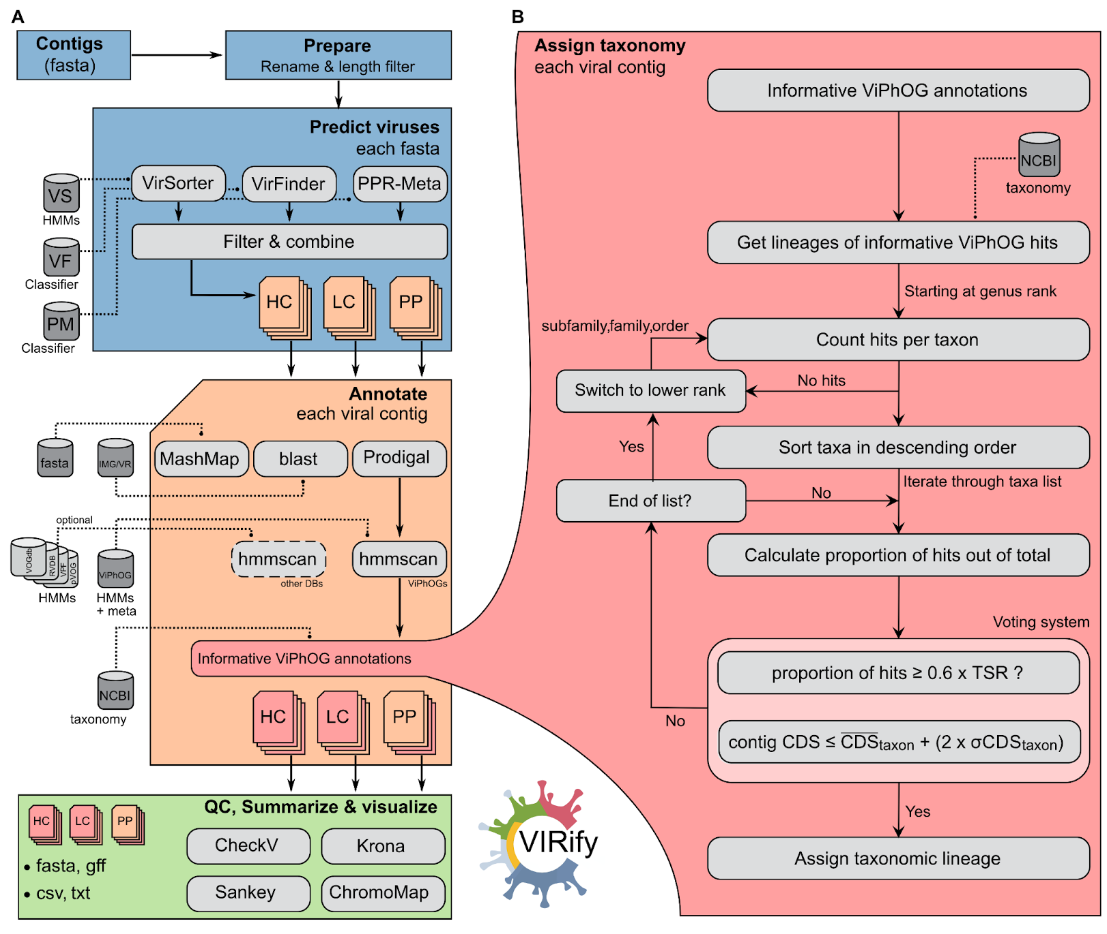 A
Contigs
(fasta)
Prepare
Rename & length filter
Predict viruses
each fasta
VirSorter
VirFinder
PPR-Meta
VS
HMMs
VF
Classifier
PM
Classifier
Filter & combine
HC
LC
PP
Annotate
each viral contig
MashMap
blast
Prodigal
fasta
IMG/VR
optional
hmmscan
other DBs
hmmscan
ViPhOGs
VOGdb
RVDB
VPF
pVOG
HMMs
ViPhOG
HMMs
+ meta
Informative ViPhOG annotations
NCBI
taxonomy
HC
LC
PP
QC, Summarize & visualize
HC
LC
PP
• fasta, gff
• csv, txt
CheckV
Krona
Sankey
ChromoMap
VIRify
B
Assign taxonomy
each viral contig
Informative ViPhOG annotations
NCBI
taxonomy
Get lineages of informative ViPhOG hits
Starting at genus rank
subfamily,family,order
Count hits per taxon
Switch to lower rank
No hits
Yes
Sort taxa in descending order
Iterate through taxa list
End of list?
No
Calculate proportion of hits out of total
Voting system
proportion of hits ≥ 0.6 x TSR ?
No
contig CDS ≤ C̅D̅S̅taxon + (2 x σCDStaxon)
Yes
Assign taxonomic lineage